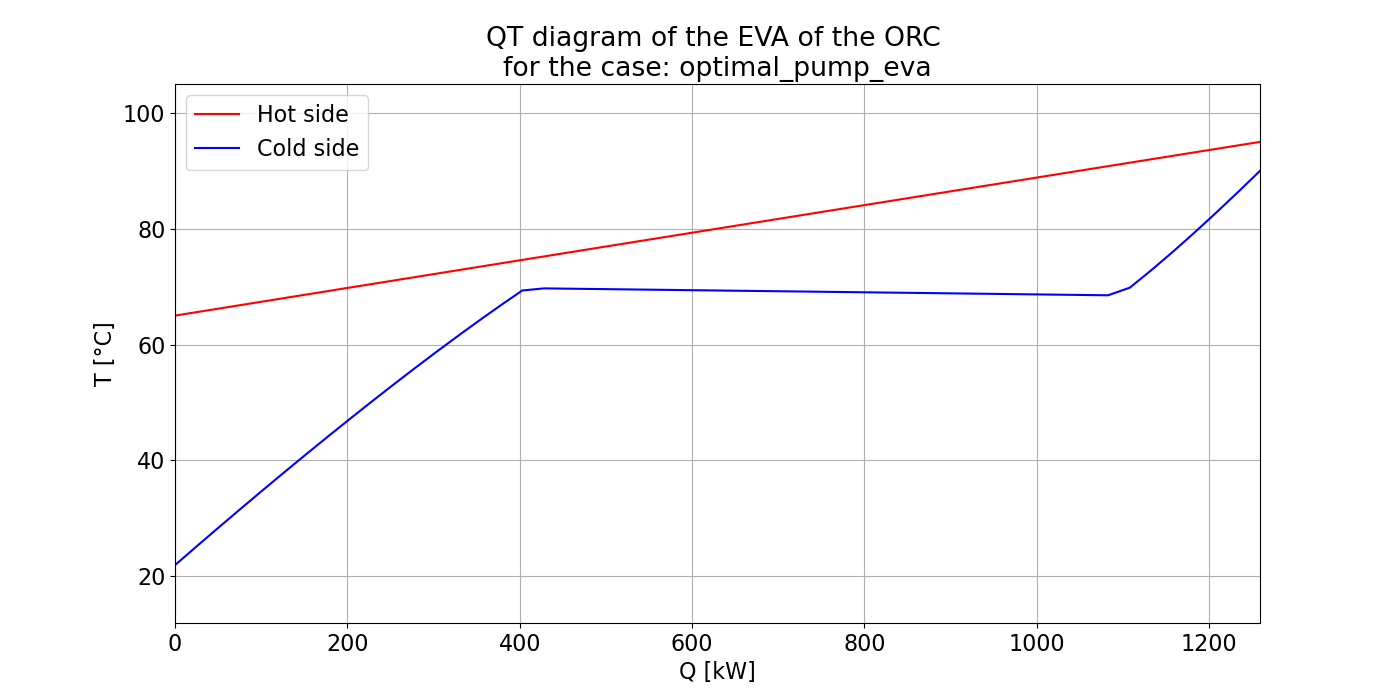 QT diagram of the EVA of the ORC
for the case: optimal_pump_eva
Hot side
Cold side
100
80
60
40
20
T [°C]
0 200 400 600 800 1000 1200
Q [kW]